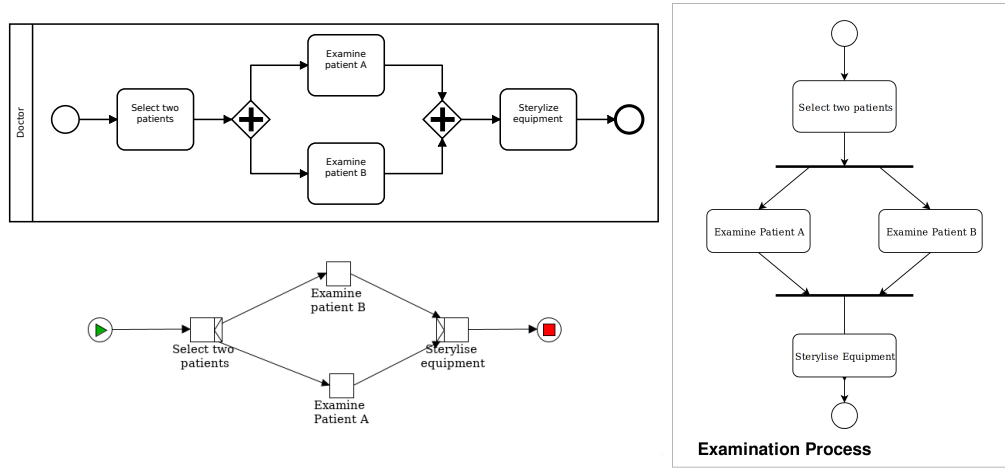 Doctor
Select two
patients
Examine
patient A
Examine
patient B
Sterylize
equipment
Examine
patient B
Select two
patients
Sterylise
equipment
Examine
Patient A
Select two patients
Examine Patient A
Examine Patient B
Sterylise Equipment
Examination Process